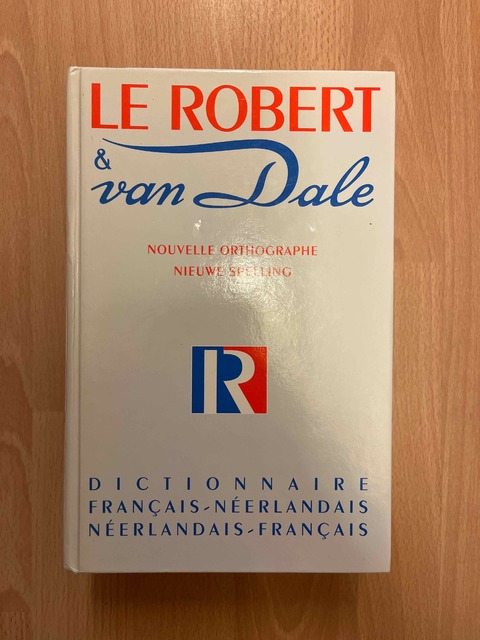 LE ROBERT
& van Dale
NOUVELLE ORTHOGRAPHE
NIEUWE SPELLING
R
DICTIONNAIRE
FRANÇAIS-NÉERLANDAIS
NÉERLANDAIS-FRANÇAIS